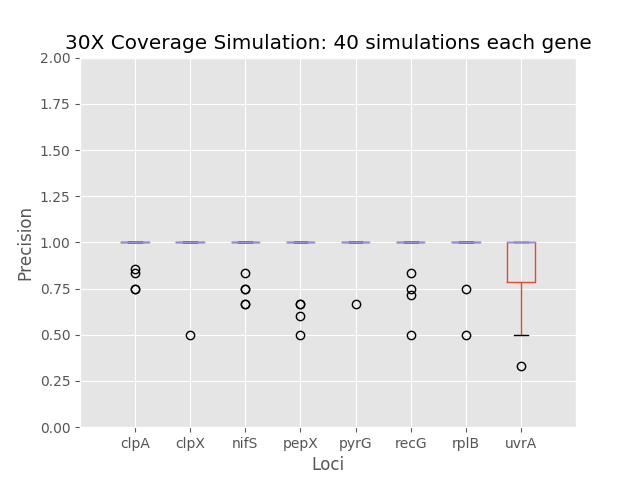 30X Coverage Simulation: 40 simulations each gene
2.00
1.75
1.50
1.25
1.00
0.75
0.50
0.25
0.00
Precision
clpA clpX nifS pepX pyrG recG rplB uvrA
Loci